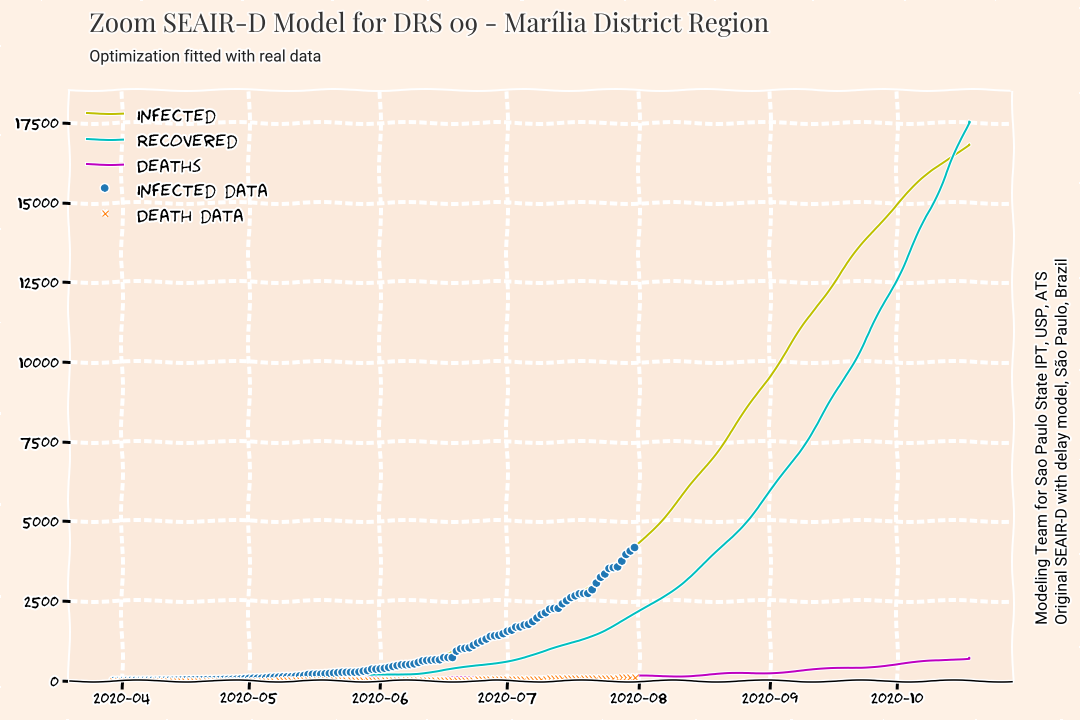 Zoom SEAIR-D Model for DRS 09 - Marília District Region
Optimization fitted with real data
INFECTED
RECOVERED
DEATHS
INFECTED DATA
DEATH DATA
17500
15000
12500
10000
7500
5000
2500
0
2020-04
2020-05
2020-06
2020-07
2020-08
2020-09
2020-10
Modeling Team for Sao Paulo State IPT, USP, ATS
Original SEAIR-D with delay model, São Paulo, Brazil